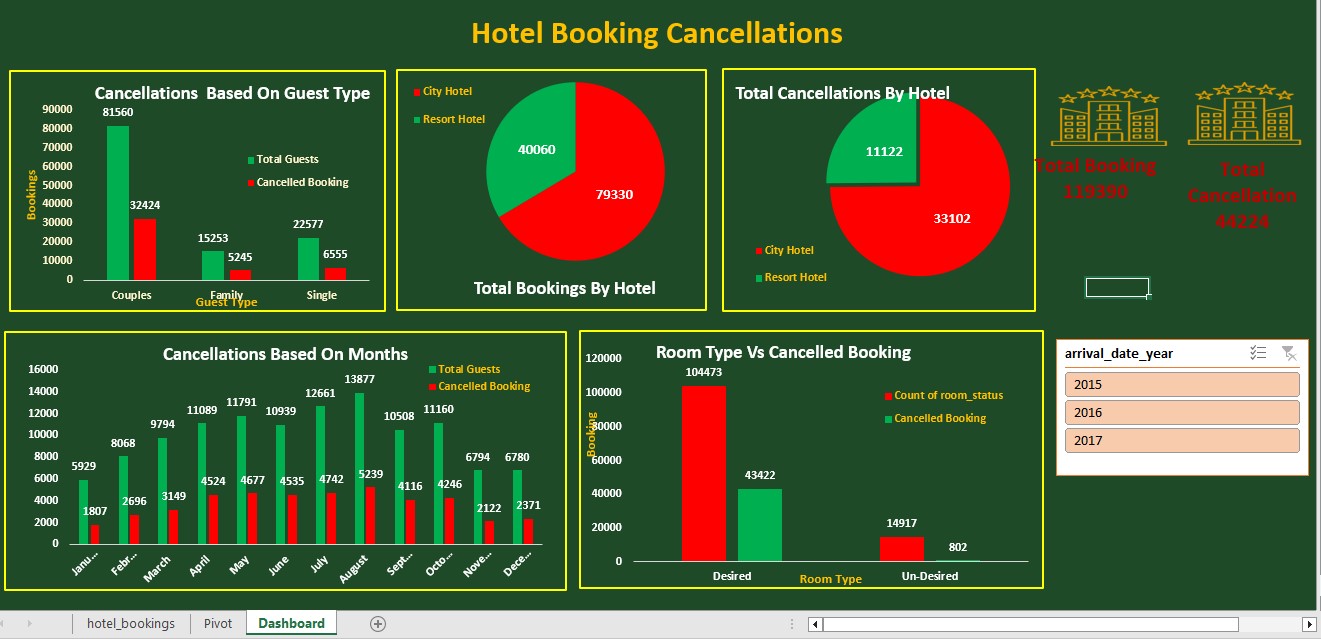 Hotel Booking Cancellations
Cancellations Based On Guest Type
90000
80000
70000
60000
50000
40000
30000
20000
10000
0
Bookings
81560
32424
15253
5245
22577
6555
Total Guests
Cancelled Booking
Couples
Family
Single
Guest Type
City Hotel
Resort Hotel
40060
79330
Total Bookings By Hotel
Total Cancellations By Hotel
11122
33102
City Hotel
Resort Hotel
Total Booking
119390
Total
Cancellation
44224
Cancellations Based On Months
16000
14000
12000
10000
8000
6000
4000
2000
0
Total Guests
Cancelled Booking
5929
1807
8068
2696
9794
3149
11089
4524
11791
4677
10939
4535
12661
4742
13877
5239
10508
4116
11160
4246
6794
2122
6780
2371
Janu...
Febr...
March
April
May
June
July
August
Sept...
Octo...
Nove...
Dece...
Room Type Vs Cancelled Booking
120000
100000
80000
60000
40000
20000
0
Booking
104473
43422
14917
802
Count of room_status
Cancelled Booking
Desired
Un-Desired
Room Type
arrival_date_year
2015
2016
2017
hotel_bookings
Pivot
Dashboard